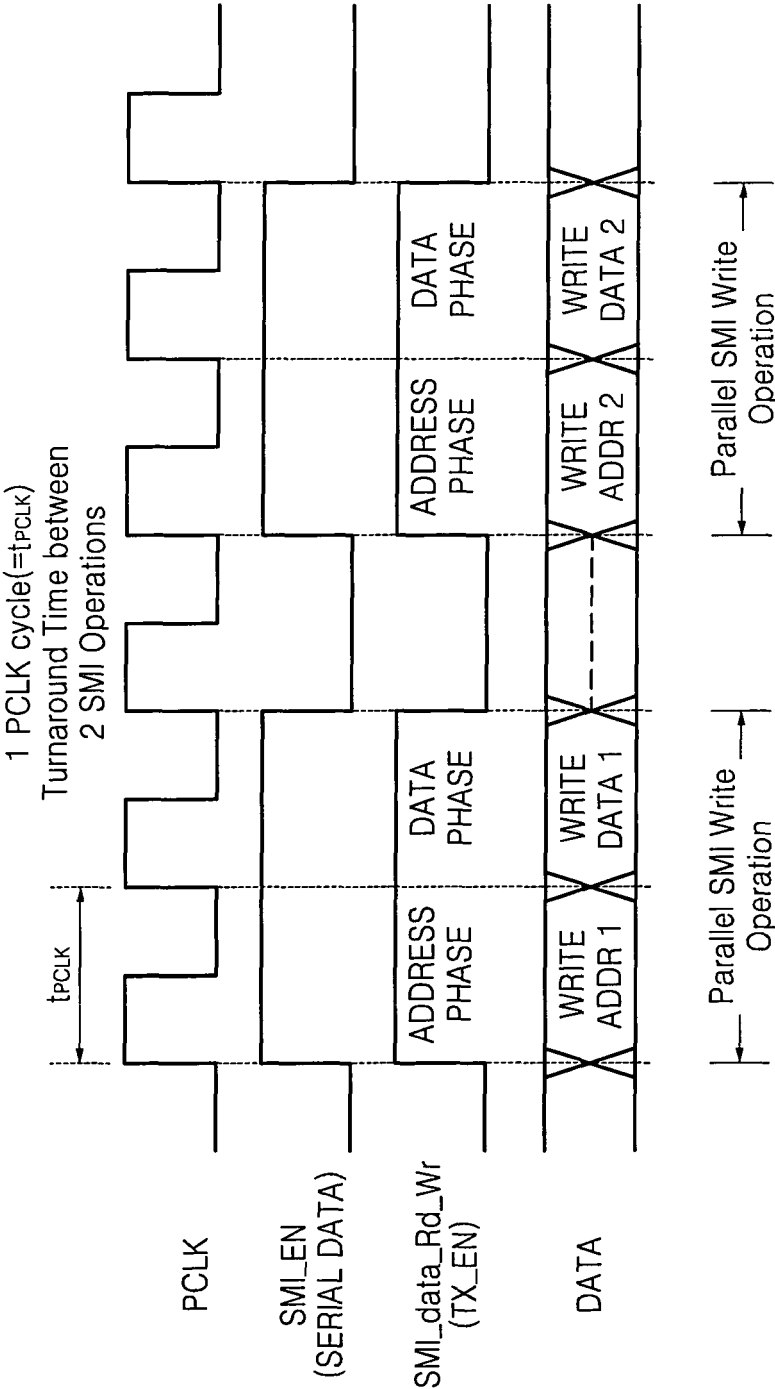 1 PCLK cycle(=tPCLK)
Turnaround Time between
2 SMI Operations
tPCLK
PCLK
SMI_EN
(SERIAL DATA)
SMI_data_Rd_Wr
(TX_EN)
ADDRESS
PHASE
DATA
PHASE
ADDRESS
PHASE
DATA
PHASE
DATA
WRITE
ADDR 1
WRITE
DATA 1
WRITE
ADDR 2
WRITE
DATA 2
Parallel SMI Write
Operation
Parallel SMI Write
Operation